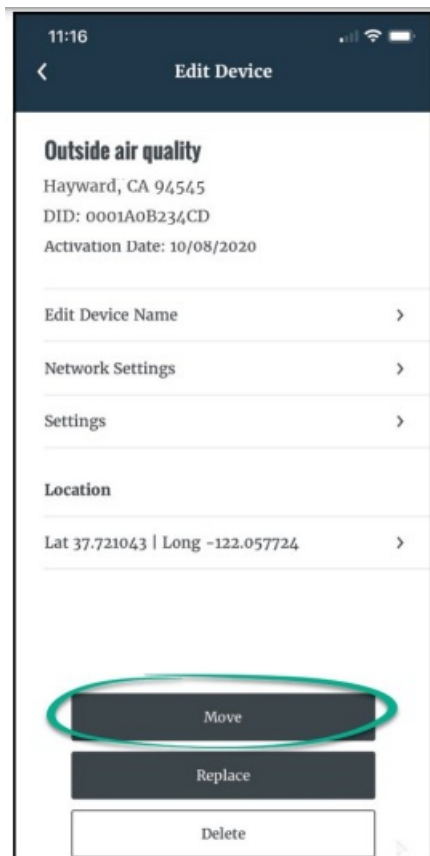 11:16
Edit Device
Outside air quality
Hayward, CA 94545
DID: 0001A0B234CD
Activation Date: 10/08/2020
Edit Device Name
Network Settings
Settings
Location
Lat 37.721043 | Long -122.057724
Move
Replace
Delete